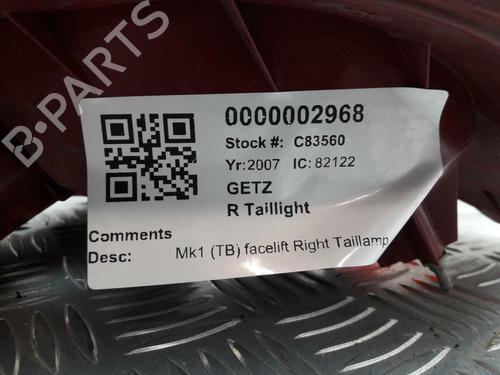 B-PARTS
0000002968
Stock #: C83560
Yr: 2007 IC: 82122
GETZ
R Taillight
Comments
Desc: Mk1 (TB) facelift Right Taillamp